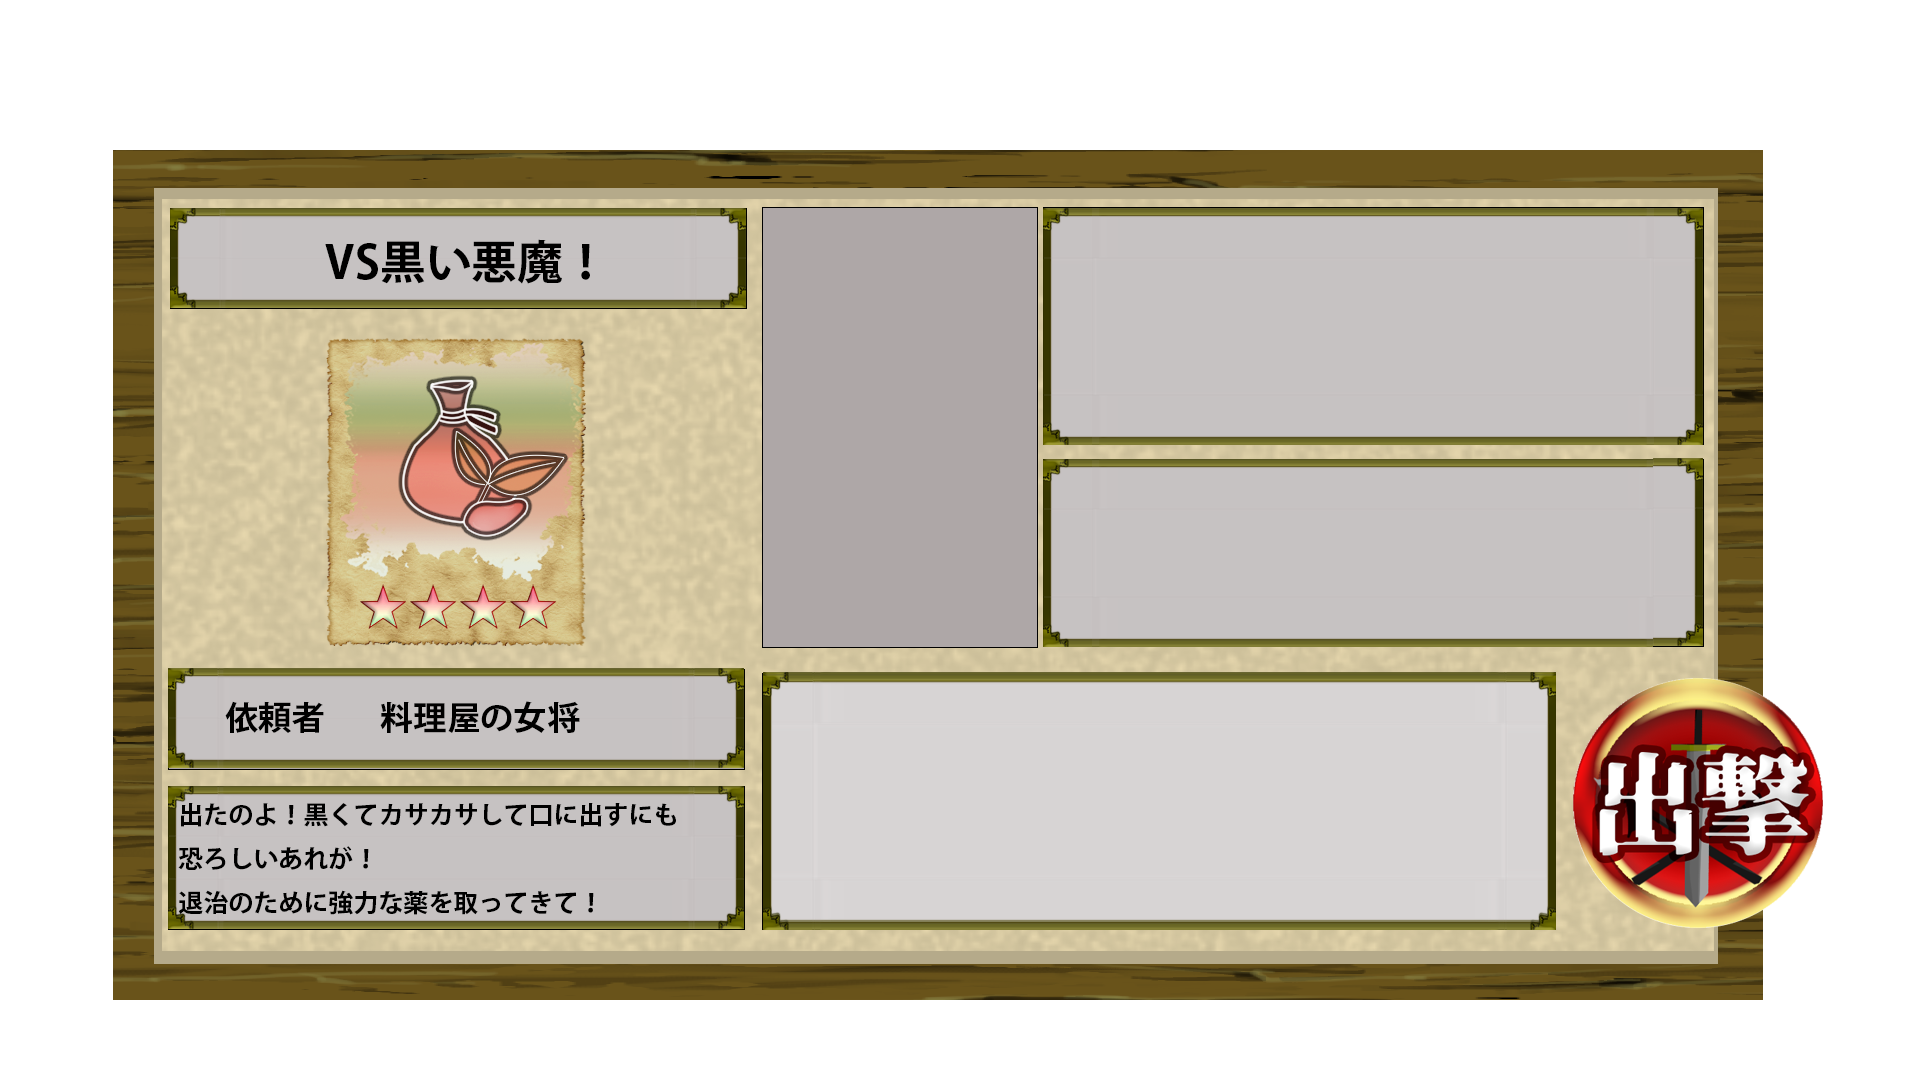 VS黒い悪魔！
依頼者　料理屋の女将
出たのよ！黒くてカサカサして口に出すにも
恐ろしいあれが！
退治のために強力な薬を取ってきて！
出撃